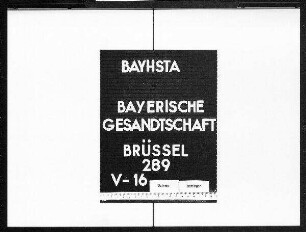 BAYHSTA
BAYERISCHE
GESANDTSCHAFT
BRÜSSEL
289
V-16